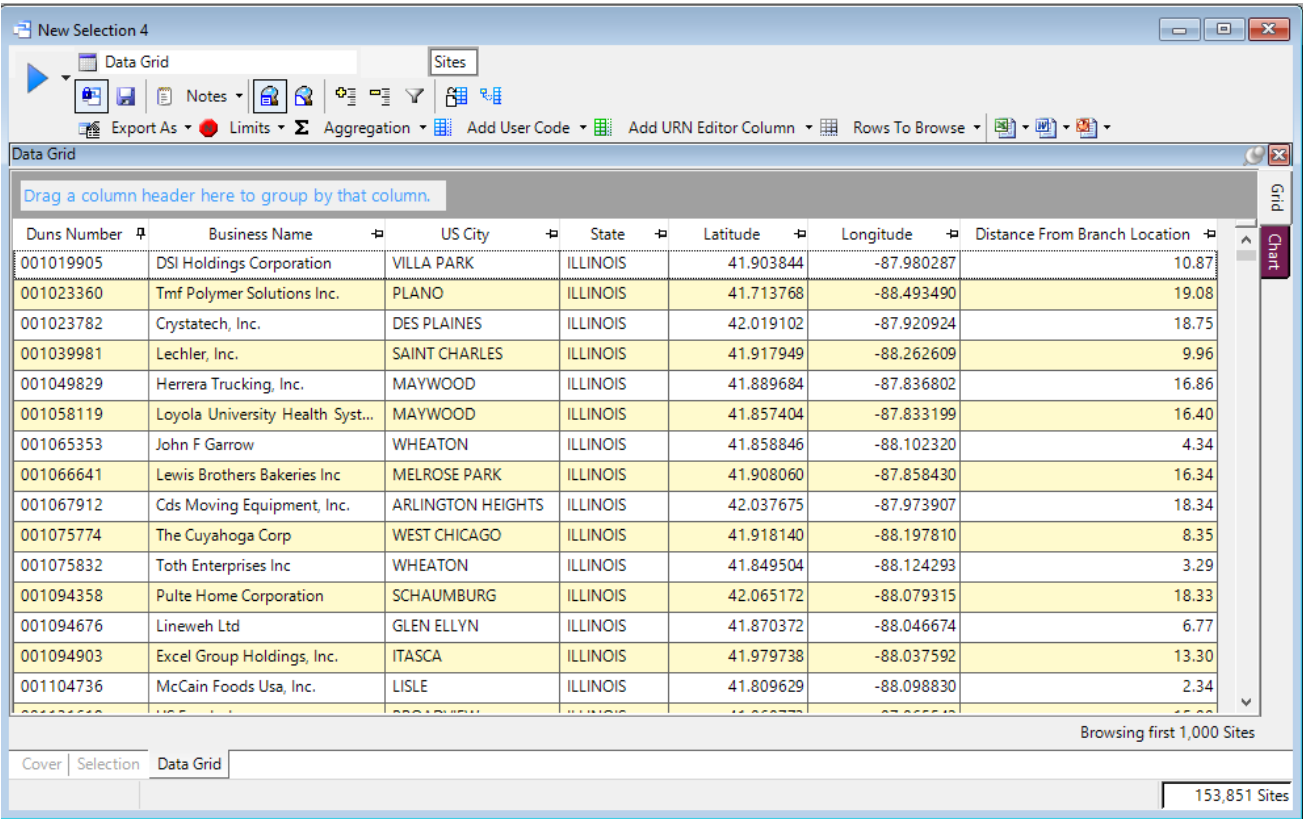 New Selection 4
Data Grid Sites
Notes
Export As Limits Σ Aggregation Add User Code Add URN Editor Column Rows To Browse
Data Grid
Drag a column header here to group by that column.
Grid
Chart
Duns Number Business Name US City State Latitude Longitude Distance From Branch Location
001019905 DSI Holdings Corporation VILLA PARK ILLINOIS 41.903844 -87.980287 10.87
001023360 Tmf Polymer Solutions Inc. PLANO ILLINOIS 41.713768 -88.493490 19.08
001023782 Crystatech, Inc. DES PLAINES ILLINOIS 42.019102 -87.920924 18.75
001039981 Lechler, Inc. SAINT CHARLES ILLINOIS 41.917949 -88.262609 9.96
001049829 Herrera Trucking, Inc. MAYWOOD ILLINOIS 41.889684 -87.836802 16.86
001058119 Loyola University Health Syst... MAYWOOD ILLINOIS 41.857404 -87.833199 16.40
001065353 John F Garrow WHEATON ILLINOIS 41.858846 -88.102320 4.34
001066641 Lewis Brothers Bakeries Inc MELROSE PARK ILLINOIS 41.908060 -87.858430 16.34
001067912 Cds Moving Equipment, Inc. ARLINGTON HEIGHTS ILLINOIS 42.037675 -87.973907 18.34
001075774 The Cuyahoga Corp WEST CHICAGO ILLINOIS 41.918140 -88.197810 8.35
001075832 Toth Enterprises Inc WHEATON ILLINOIS 41.849504 -88.124293 3.29
001094358 Pulte Home Corporation SCHAUMBURG ILLINOIS 42.065172 -88.079315 18.33
001094676 Lineweh Ltd GLEN ELLYN ILLINOIS 41.870372 -88.046674 6.77
001094903 Excel Group Holdings, Inc. ITASCA ILLINOIS 41.979738 -88.037592 13.30
001104736 McCain Foods Usa, Inc. LISLE ILLINOIS 41.809629 -88.098830 2.34
Browsing first 1,000 Sites
Cover Selection Data Grid
153,851 Sites